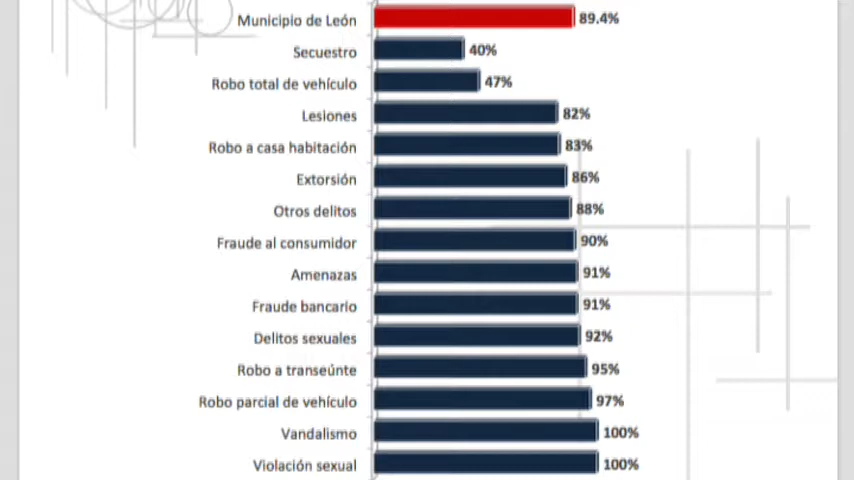 Municipio de León 89.4%
Secuestro 40%
Robo total de vehículo 47%
Lesiones 82%
Robo a casa habitación 83%
Extorsión 86%
Otros delitos 88%
Fraude al consumidor 90%
Amenazas 91%
Fraude bancario 91%
Delitos sexuales 92%
Robo a transeúnte 95%
Robo parcial de vehículo 97%
Vandalismo 100%
Violación sexual 100%